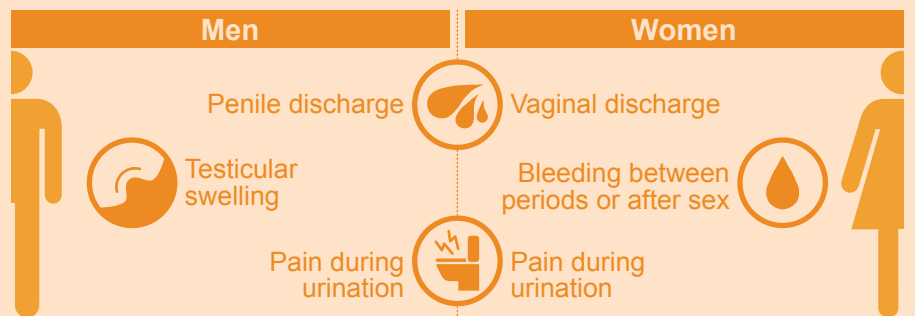 Men
Women
Penile discharge
Vaginal discharge
Testicular
swelling
Bleeding between
periods or after sex
Pain during
urination
Pain during
urination